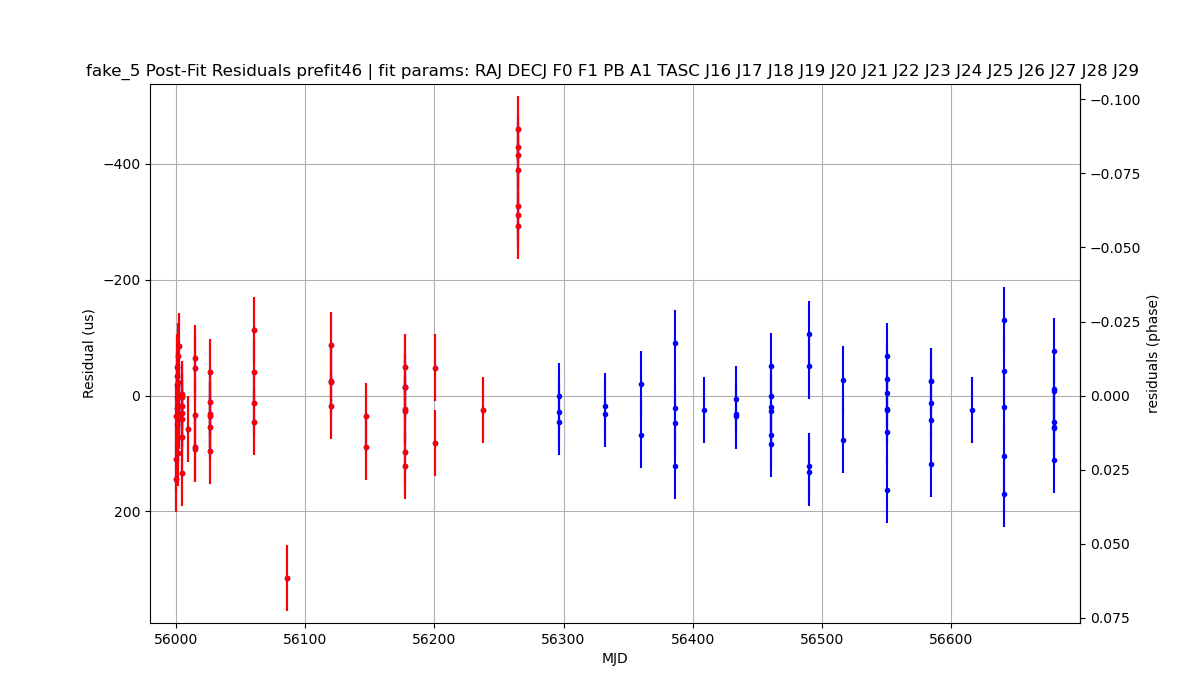 fake_5 Post-Fit Residuals prefit46 | fit params: RAJ DECJ F0 F1 PB A1 TASC J16 J17 J18 J19 J20 J21 J22 J23 J24 J25 J26 J27 J28 J29
−400
−200
0
200
Residual (us)
−0.100
−0.075
−0.050
−0.025
0.000
0.025
0.050
0.075
residuals (phase)
56000 56100 56200 56300 56400 56500 56600
MJD